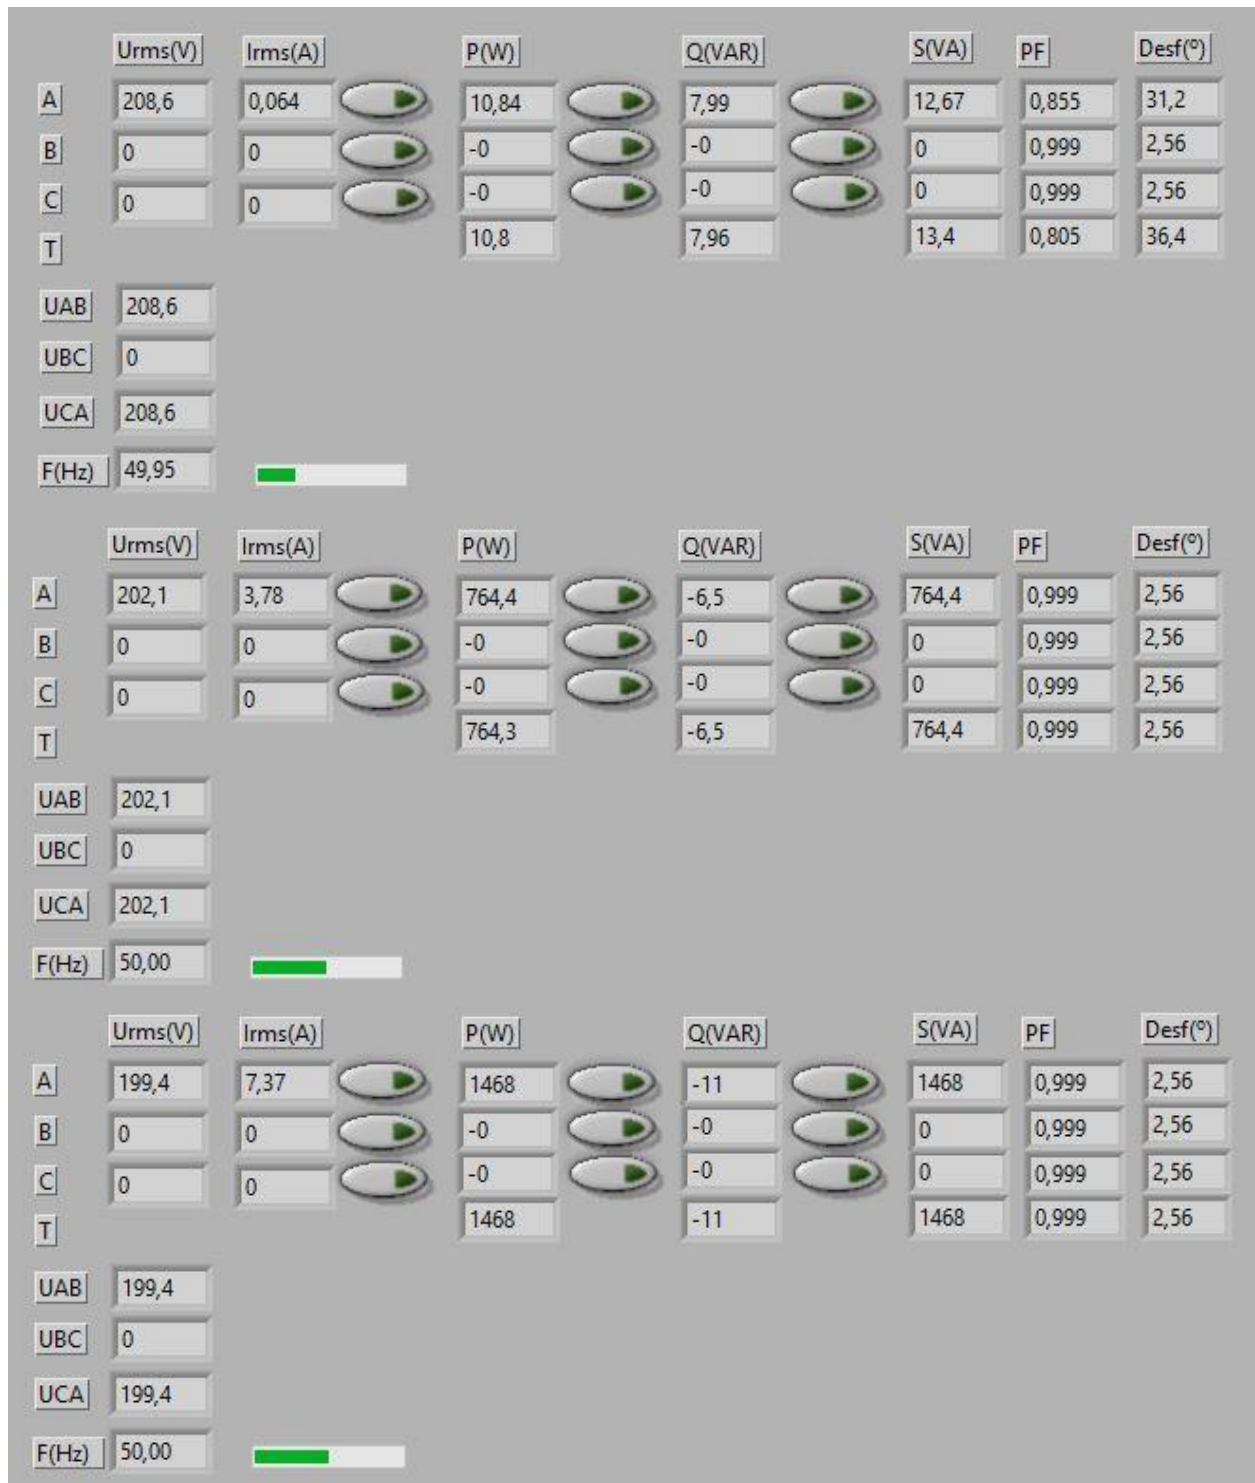 Urms(V) Irms(A) P(W) Q(VAR) S(VA) PF Desf(º)
A 208,6 0,064 10,84 7,99 12,67 0,855 31,2
B 0 0 -0 -0 0 0,999 2,56
C 0 0 -0 -0 0 0,999 2,56
T 10,8 7,96 13,4 0,805 36,4
UAB 208,6
UBC 0
UCA 208,6
F(Hz) 49,95
Urms(V) Irms(A) P(W) Q(VAR) S(VA) PF Desf(º)
A 202,1 3,78 764,4 -6,5 764,4 0,999 2,56
B 0 0 -0 -0 0 0,999 2,56
C 0 0 -0 -0 0 0,999 2,56
T 764,3 -6,5 764,4 0,999 2,56
UAB 202,1
UBC 0
UCA 202,1
F(Hz) 50,00
Urms(V) Irms(A) P(W) Q(VAR) S(VA) PF Desf(º)
A 199,4 7,37 1468 -11 1468 0,999 2,56
B 0 0 -0 -0 0 0,999 2,56
C 0 0 -0 -0 0 0,999 2,56
T 1468 -11 1468 0,999 2,56
UAB 199,4
UBC 0
UCA 199,4
F(Hz) 50,00